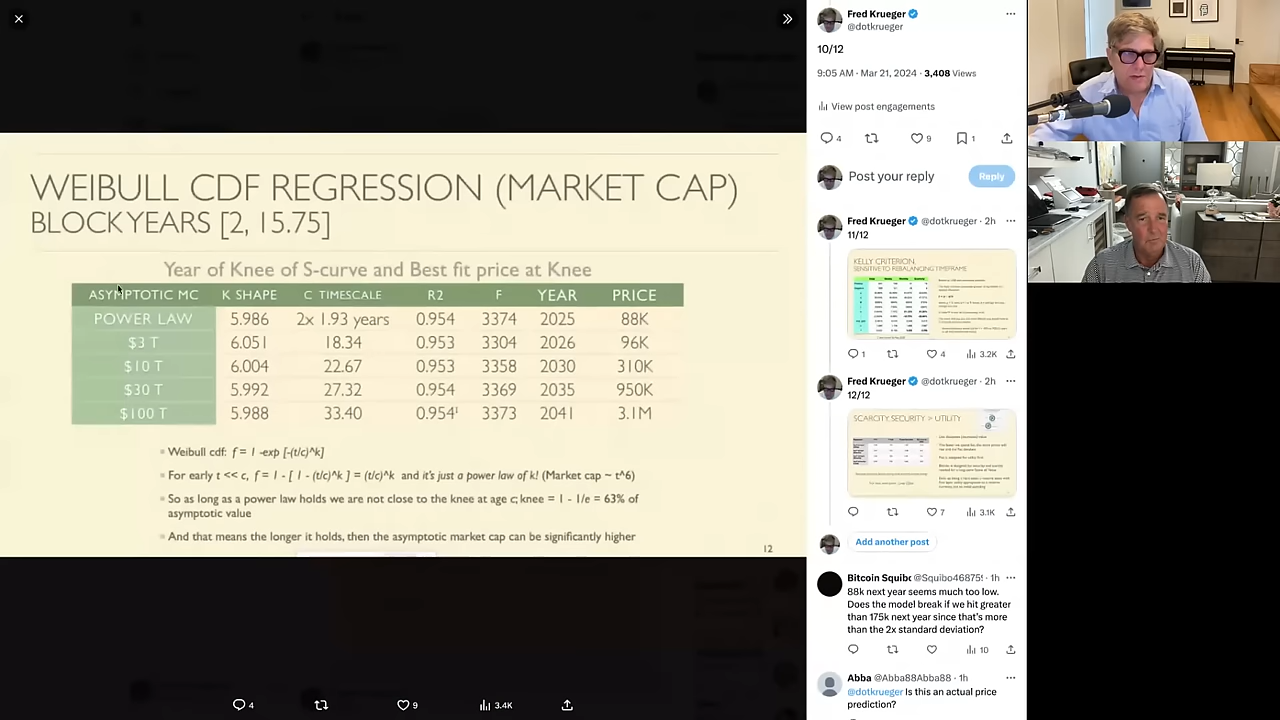 WEIBULL CDF REGRESSION (MARKET CAP)
BLOCK YEARS [2, 15.75]
Year of Knee of S-curve and Best fit price at Knee
ASYMPTOTIC MC K SHAPE C TIMESCALE R2 F YEAR PRICE
POWER 2x 1.93 years 0.954 3374 2025 88K
$3 T 6.051 18.34 0.953 3304 2026 96K
$10 T 6.004 22.67 0.953 3358 2030 310K
$30 T 5.992 27.32 0.954 3369 2035 950K
$100 T 5.988 33.40 0.954¹ 3373 2041 3.1M
Weibull cdf: f = 1 -exp [-(t/c)^k]
For early t << c, f ~ 1 - [ 1 - (t/c)^k ] ~ (t/c)^k and it's just a power law of k! (Market cap ~ t^6)
So as long as a power law holds we are not close to the knee at age c; knee = 1 - 1/e = 63% of
asymptotic value
And that means the longer it holds, then the asymptotic market cap can be significantly higher
12
4
9
3.4K
Fred Krueger
@dotkrueger
10/12
9:05 AM · Mar 21, 2024 · 3,408 Views
View post engagements
4 9 1
Post your reply Reply
Fred Krueger @dotkrueger · 2h
11/12
KELLY CRITERION
SENSITIVE TO REBALANCING TIMEFRAME
1 4 3.2K
Fred Krueger @dotkrueger · 2h
12/12
SCARCITY, SECURITY > UTILITY
7 3.1K
Add another post
Bitcoin Squibo @Squibo46875 · 1h
88k next year seems much too low.
Does the model break if we hit greater
than 175k next year since that's more
than the 2x standard deviation?
10
Abba @Abba88Abba88 · 1h
@dotkrueger Is this an actual price
prediction?